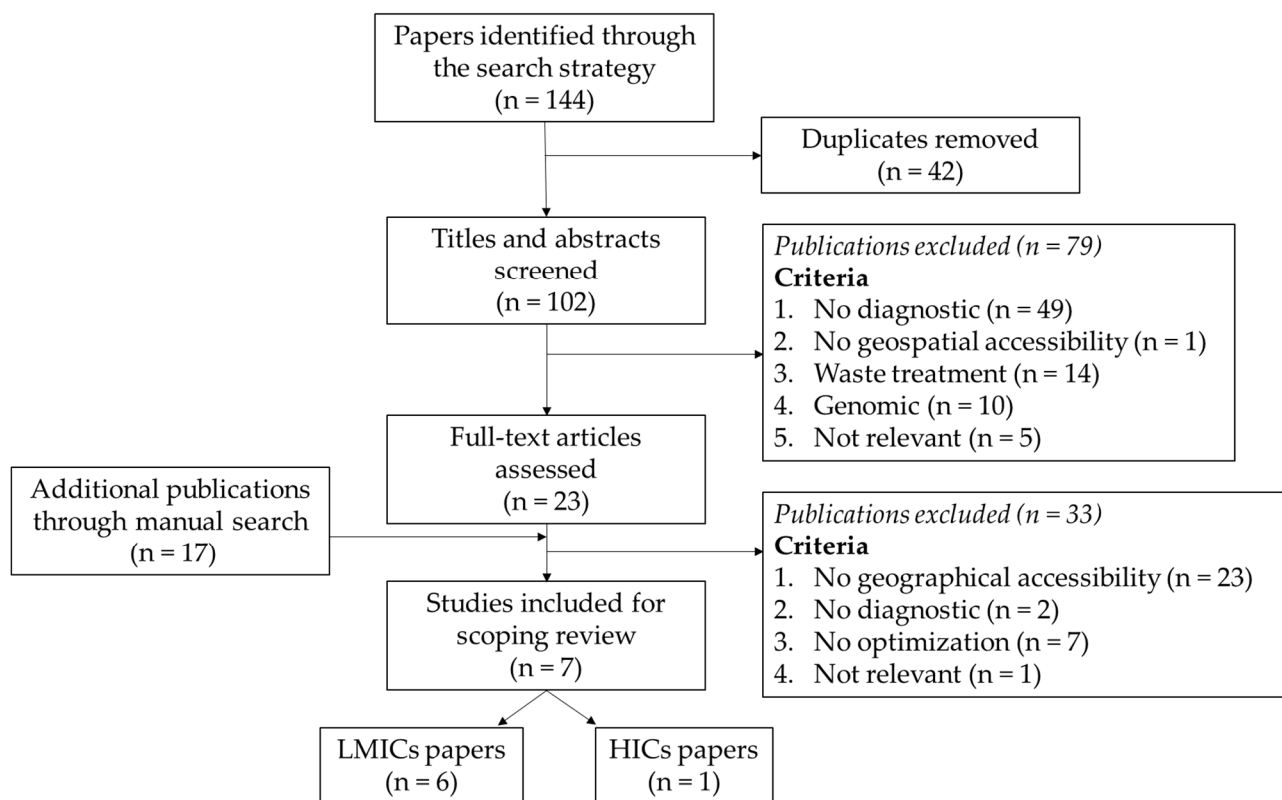 Papers identified through
the search strategy
(n = 144)
Duplicates removed
(n = 42)
Titles and abstracts
screened
(n = 102)
Publications excluded (n = 79)
Criteria
1. No diagnostic (n = 49)
2. No geospatial accessibility (n = 1)
3. Waste treatment (n = 14)
4. Genomic (n = 10)
5. Not relevant (n = 5)
Full-text articles
assessed
(n = 23)
Additional publications
through manual search
(n = 17)
Publications excluded (n = 33)
Criteria
1. No geographical accessibility (n = 23)
2. No diagnostic (n = 2)
3. No optimization (n = 7)
4. Not relevant (n = 1)
Studies included for
scoping review
(n = 7)
LMICs papers
(n = 6)
HICs papers
(n = 1)